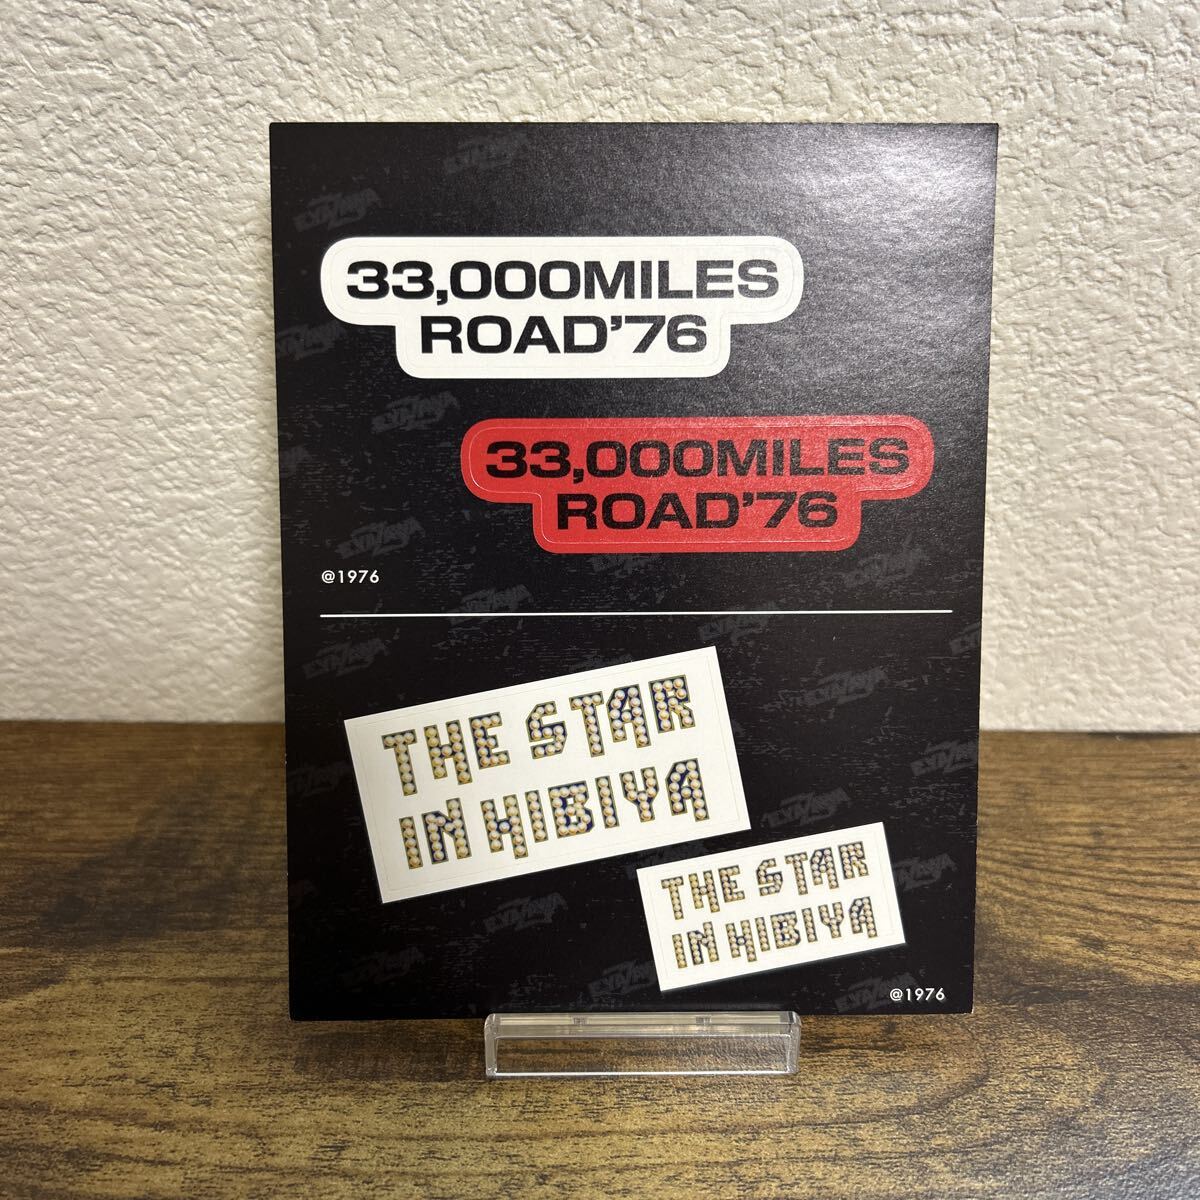 33,000MILES
ROAD'76
33,000MILES
ROAD'76
@1976
THE STAR
IN HIBIYA
THE STAR
IN HIBIYA
@1976